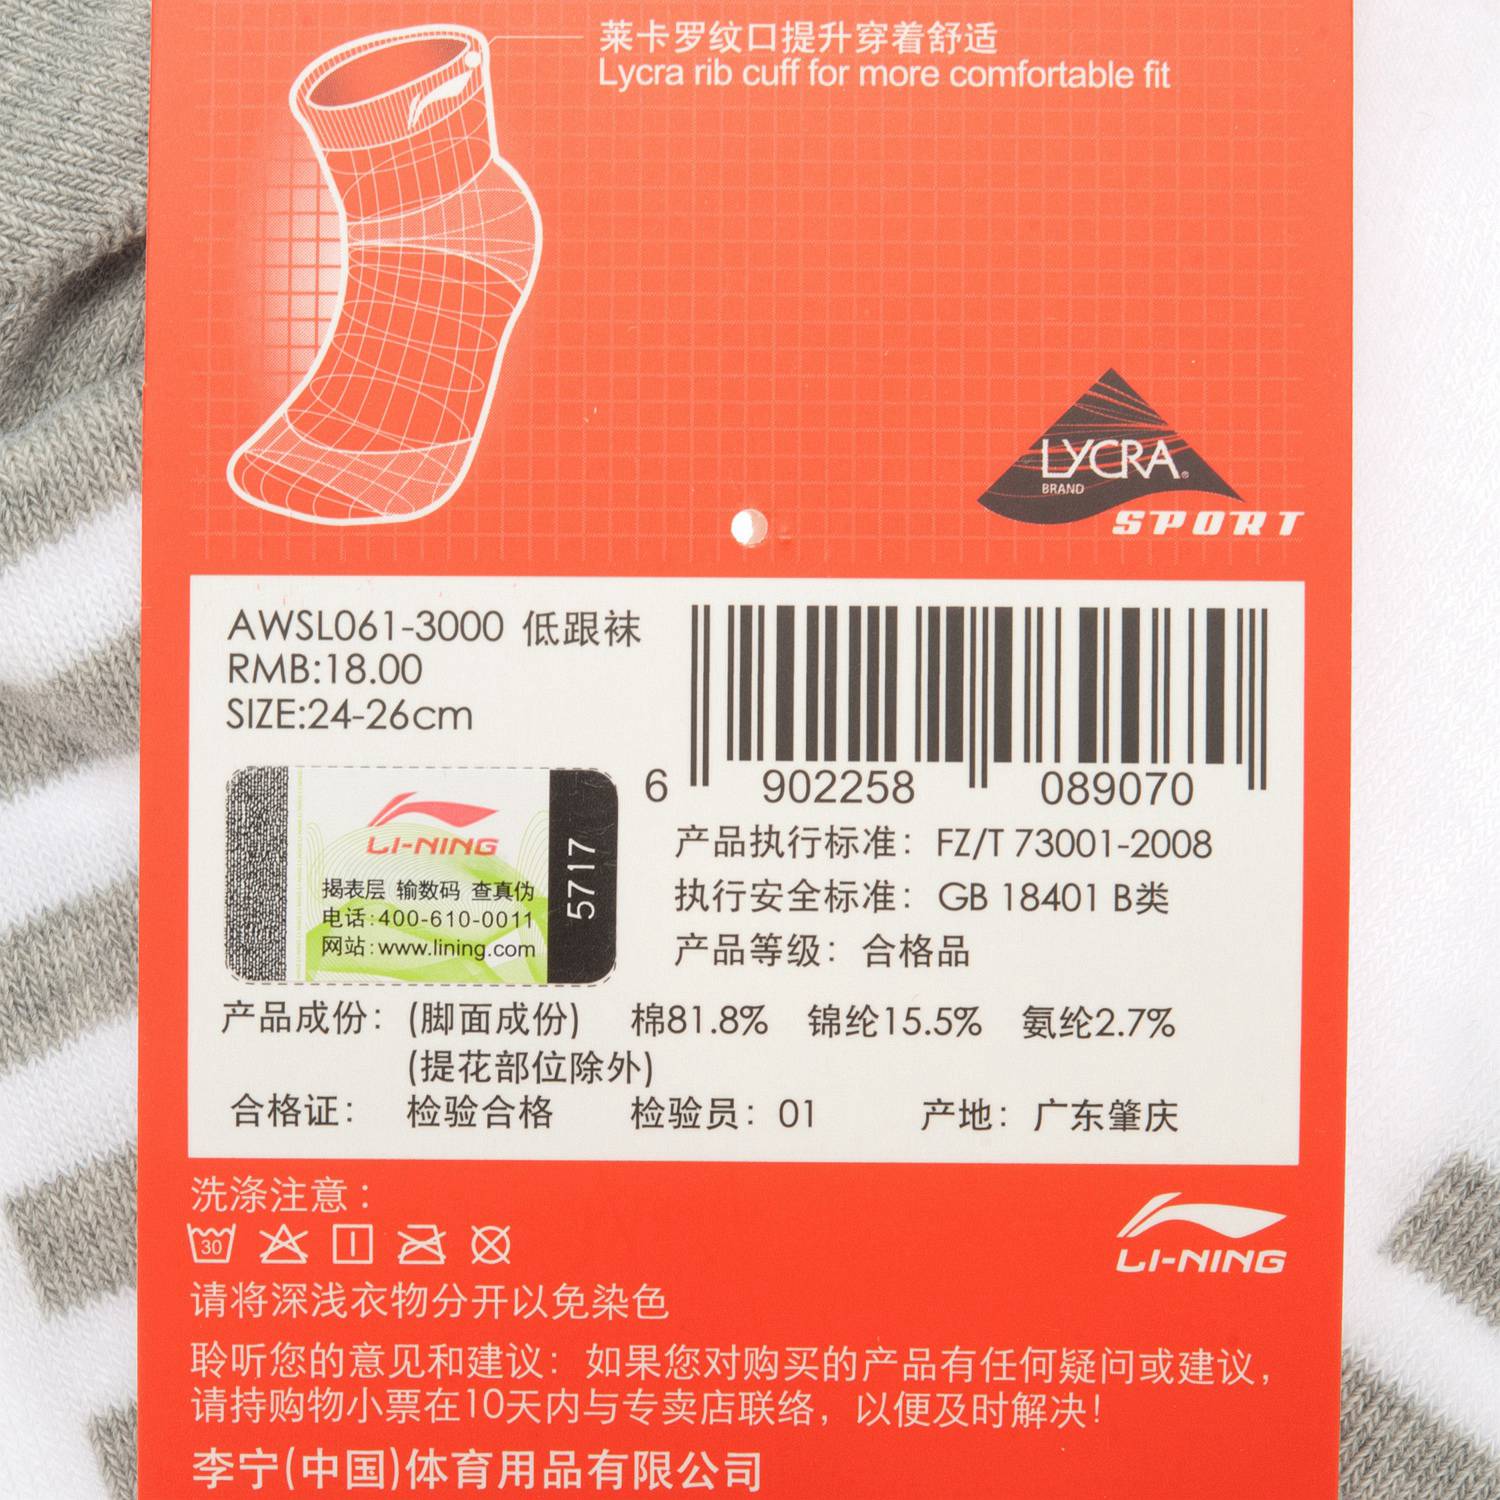 莱卡罗纹口提升穿着舒适
Lycra rib cuff for more comfortable fit
LYCRA®
BRAND
SPORT
AWSL061-3000 低跟袜
RMB:18.00
SIZE:24-26cm
6 902258 089070
LI-NING
揭表层 输数码 查真伪
电话:400-610-0011
网站:www.lining.com
5717
产品执行标准: FZ/T 73001-2008
执行安全标准: GB 18401 B类
产品等级: 合格品
产品成份: (脚面成份) 棉81.8% 锦纶15.5% 氨纶2.7%
(提花部位除外)
合格证: 检验合格 检验员: 01 产地: 广东肇庆
洗涤注意:
30
LI-NING
请将深浅衣物分开以免染色
聆听您的意见和建议: 如果您对购买的产品有任何疑问或建议,
请持购物小票在10天内与专卖店联络, 以便及时解决!
李宁(中国)体育用品有限公司